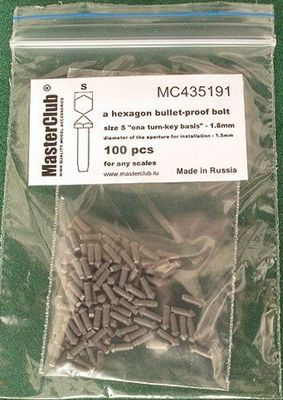 MasterClub®
HIGH QUALITY MODEL ACCESSORIES
S
MC435191
a hexagon bullet-proof bolt
size S "ona turn-key basis" - 1.8mm
diameter of the aperture for installation - 1.5mm
100 pcs
for any scales
www.masterclub.ru
Made in Russia